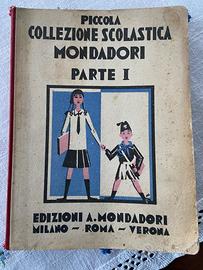 PICCOLA
COLLEZIONE SCOLASTICA
MONDADORI
PARTE I
EDIZIONI A. MONDADORI
MILANO - ROMA - VERONA